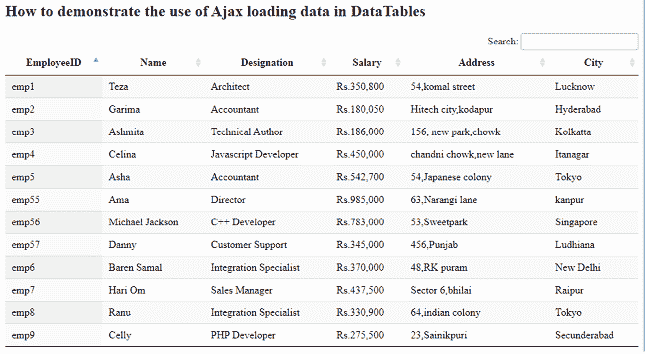 How to demonstrate the use of Ajax loading data in DataTables
Search:
EmployeeID Name Designation Salary Address City
emp1 Teza Architect Rs.350,800 54,komal street Lucknow
emp2 Garima Accountant Rs.180,050 Hitech city,kodapur Hyderabad
emp3 Ashmita Technical Author Rs.186,000 156, new park,chowk Kolkatta
emp4 Celina Javascript Developer Rs.450,000 chandni chowk,new lane Itanagar
emp5 Asha Accountant Rs.542,700 54,Japanese colony Tokyo
emp55 Ama Director Rs.985,000 63,Narangi lane kanpur
emp56 Michael Jackson C++ Developer Rs.783,000 53,Sweetpark Singapore
emp57 Danny Customer Support Rs.345,000 456,Punjab Ludhiana
emp6 Baren Samal Integration Specialist Rs.370,000 48,RK puram New Delhi
emp7 Hari Om Sales Manager Rs.437,500 Sector 6,bhilai Raipur
emp8 Ranu Integration Specialist Rs.330,900 64,indian colony Tokyo
emp9 Celly PHP Developer Rs.275,500 23,Sainikpuri Secunderabad